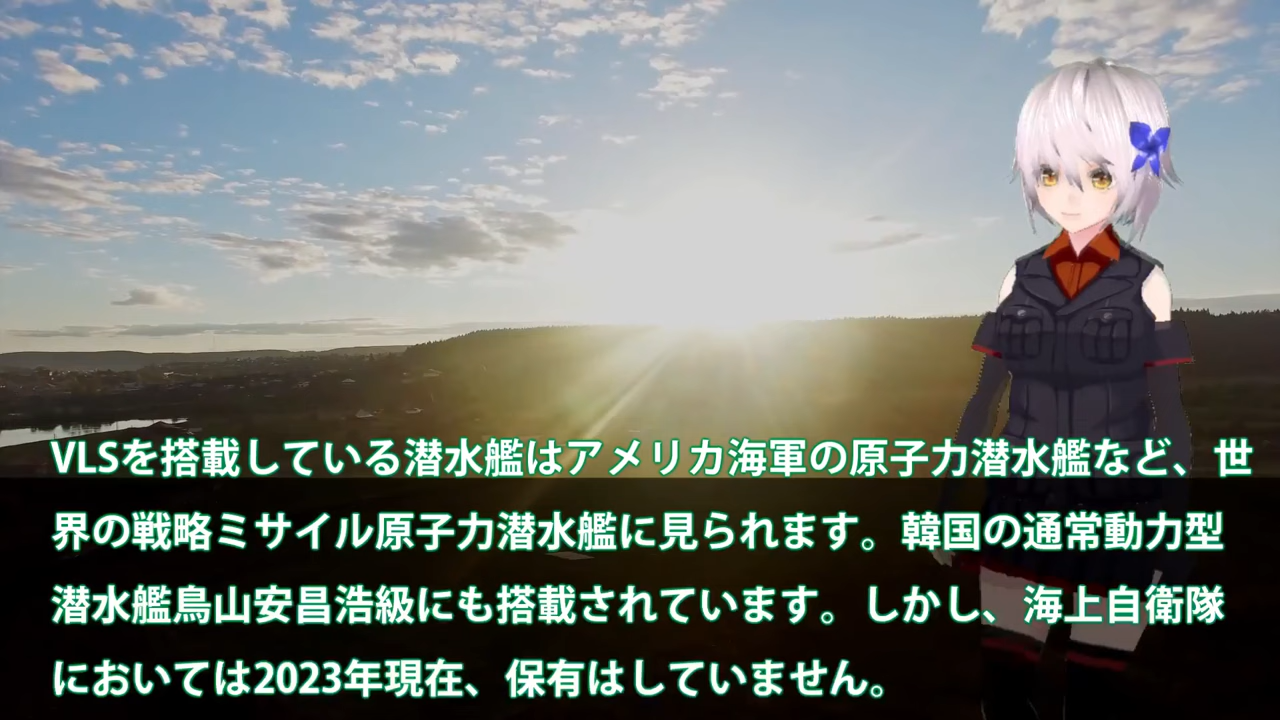 VLSを搭載している潜水艦はアメリカ海軍の原子力潜水艦など、世
界の戦略ミサイル原子力潜水艦に見られます。韓国の通常動力型
潜水艦鳥山安昌浩級にも搭載されています。しかし、海上自衛隊
においては2023年現在、保有はしていません。